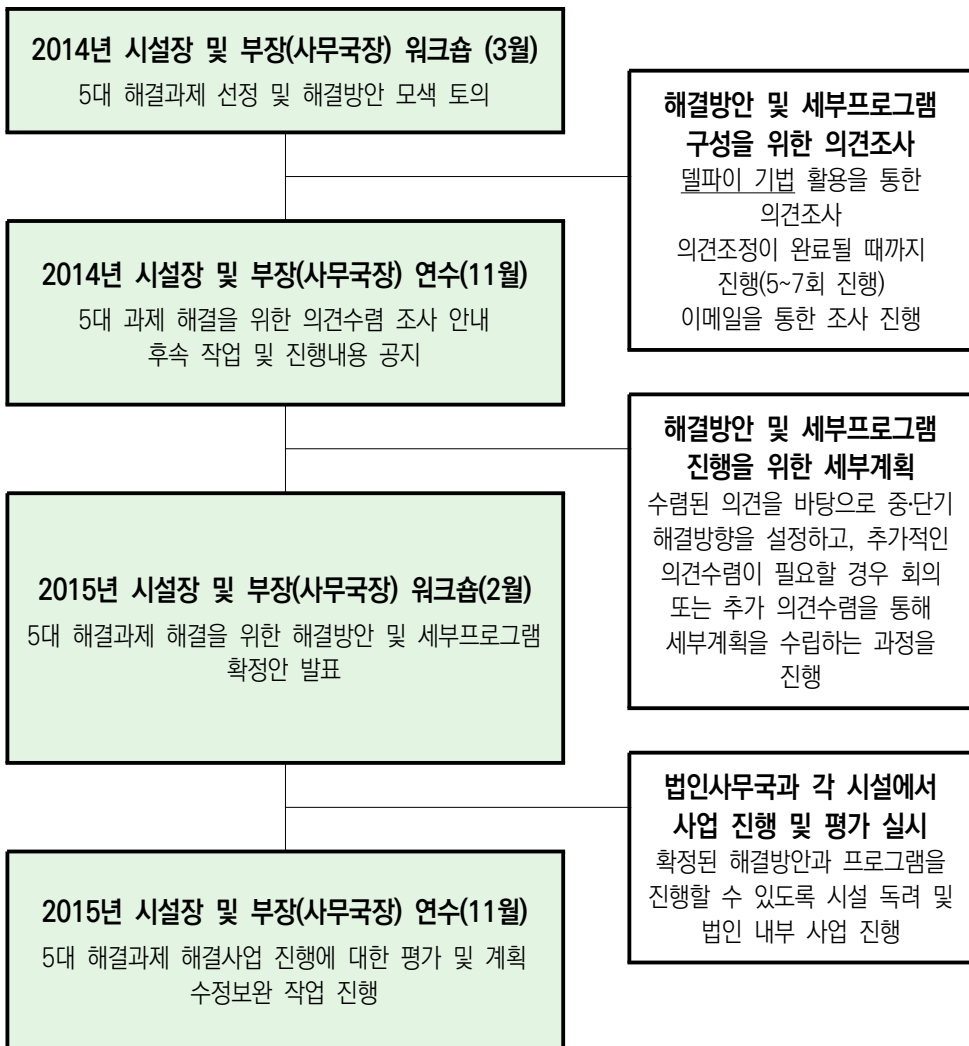 2014년 시설장 및 부장(사무국장) 워크숍 (3월)
5대 해결과제 선정 및 해결방안 모색 토의
해결방안 및 세부프로그램
구성을 위한 의견조사
델파이 기법 활용을 통한
의견조사
의견조정이 완료될 때까지
진행(5~7회 진행)
이메일을 통한 조사 진행
2014년 시설장 및 부장(사무국장) 연수(11월)
5대 과제 해결을 위한 의견수렴 조사 안내
후속 작업 및 진행내용 공지
해결방안 및 세부프로그램
진행을 위한 세부계획
수렴된 의견을 바탕으로 중·단기
해결방향을 설정하고, 추가적인
의견수렴이 필요할 경우 회의
또는 추가 의견수렴을 통해
세부계획을 수립하는 과정을
진행
2015년 시설장 및 부장(사무국장) 워크숍(2월)
5대 해결과제 해결을 위한 해결방안 및 세부프로그램
확정안 발표
법인사무국과 각 시설에서
사업 진행 및 평가 실시
확정된 해결방안과 프로그램을
진행할 수 있도록 시설 독려 및
법인 내부 사업 진행
2015년 시설장 및 부장(사무국장) 연수(11월)
5대 해결과제 해결사업 진행에 대한 평가 및 계획
수정보완 작업 진행